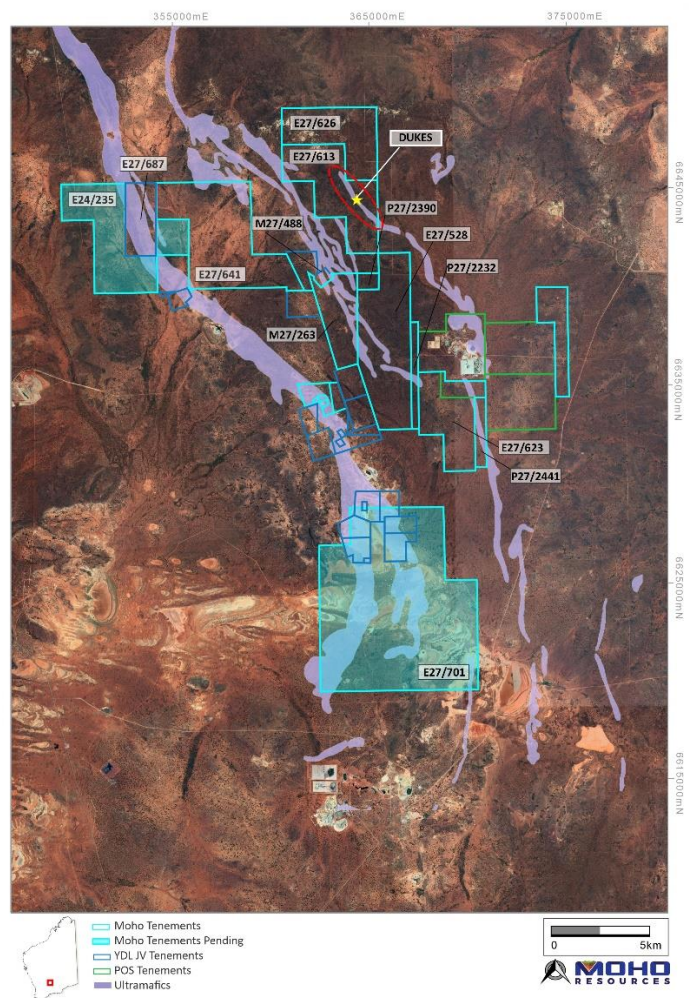 355000mE
365000mE
375000mE
E27/626
DUKES
E27/613
E27/687
6645000mN
E24/235
P27/2390
M27/488
E27/528
P27/2232
E27/641
M27/263
6635000mN
E27/623
P27/2441
6625000mN
E27/701
6615000mN
Moho Tenements
Moho Tenements Pending
YDL JV Tenements
POS Tenements
Ultramafics
0 5km
MOHO
RESOURCES